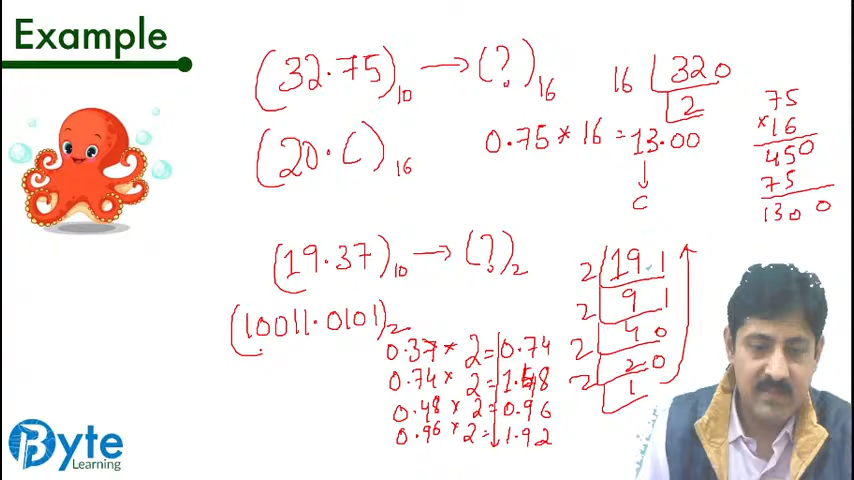 Example
(32.75)10 → (?)16
16 320
2
0.75 * 16 = 13.00
C
75
*16
450
75
1300
(20.C)16
(19.37)10 → (?)2
(10011.0101)2
2 19 1
2 9 1
2 4 0
2 2 0
1
0.37 * 2 = 0.74
0.74 * 2 = 1.48
0.48 * 2 = 0.96
0.96 * 2 = 1.92
Byte
Learning